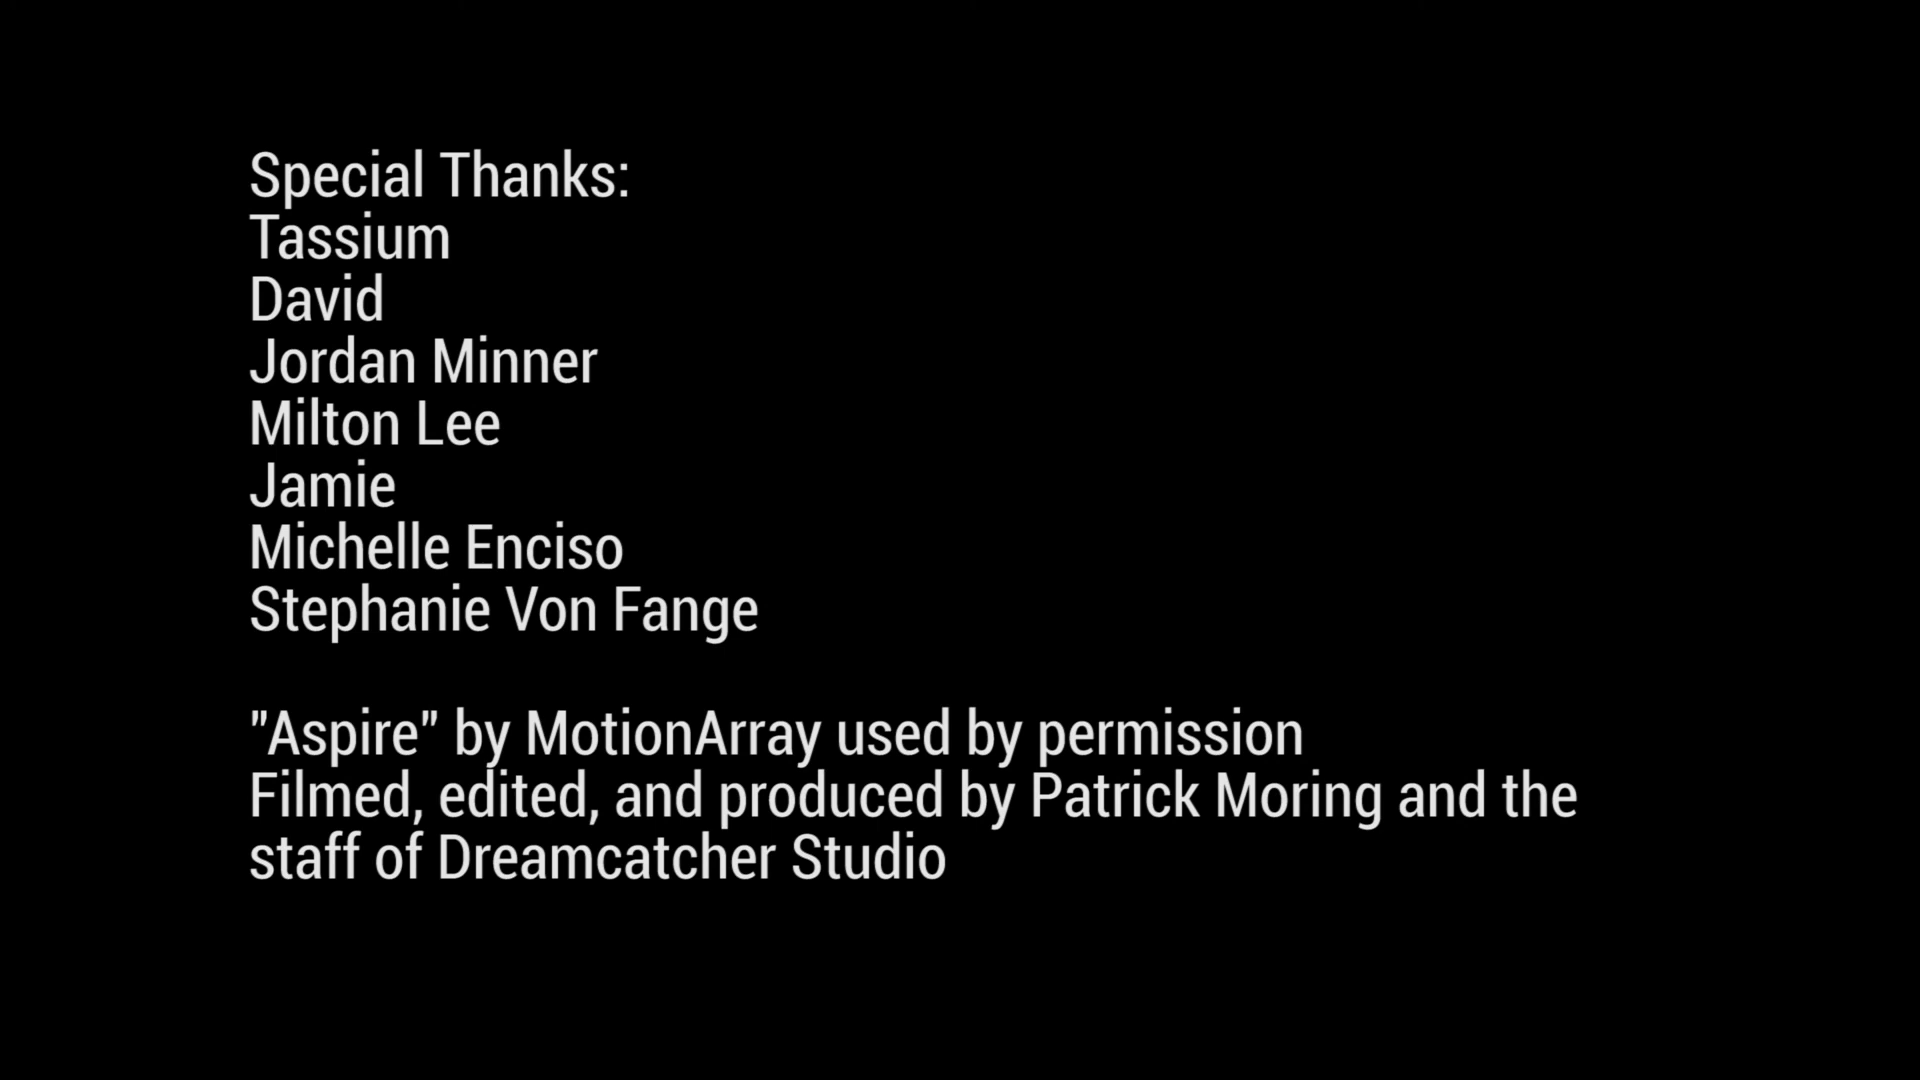 Special Thanks:
Tassium
David
Jordan Minner
Milton Lee
Jamie
Michelle Enciso
Stephanie Von Fange
"Aspire" by MotionArray used by permission
Filmed, edited, and produced by Patrick Moring and the
staff of Dreamcatcher Studio